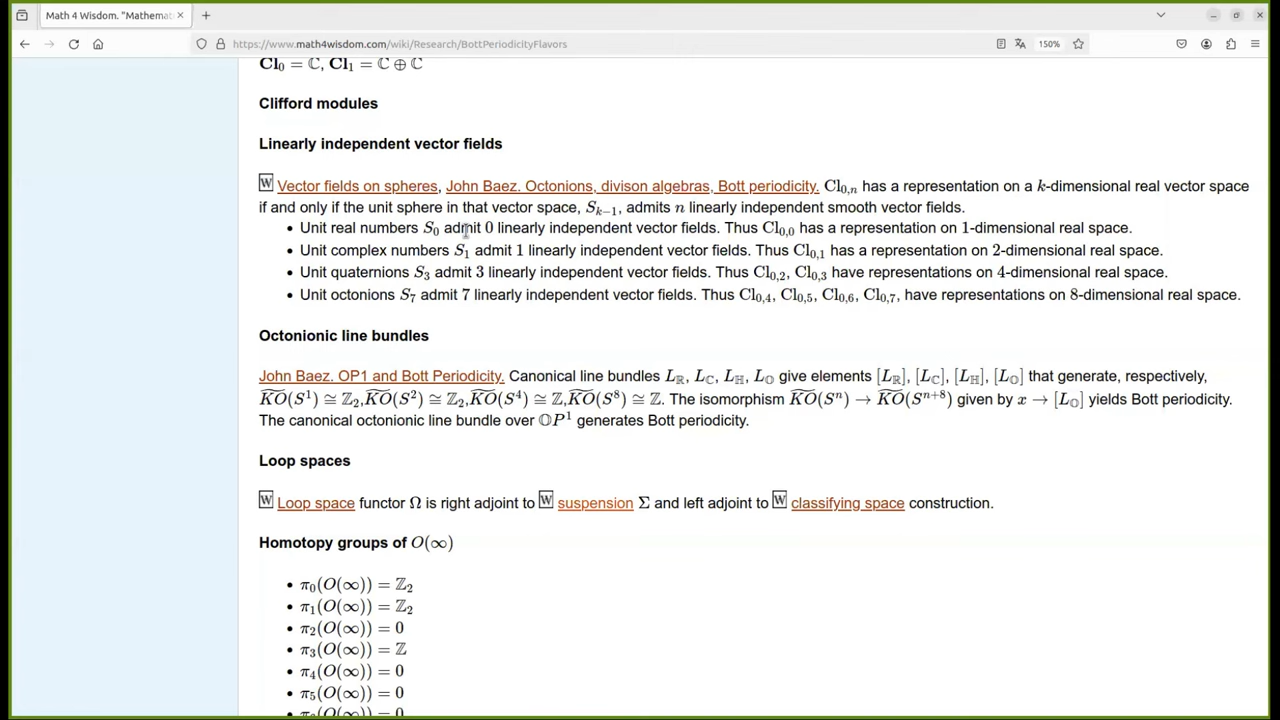 Math 4 Wisdom. "Mathema
https://www.math4wisdom.com/wiki/Research/BottPeriodicityFlavors
150%
Cl₀ = ℂ, Cl₁ = ℂ ⊕ ℂ
Clifford modules
Linearly independent vector fields
W Vector fields on spheres, John Baez. Octonions, divison algebras, Bott periodicity. Cl₀,ₙ has a representation on a k-dimensional real vector space
if and only if the unit sphere in that vector space, Sₖ₋₁, admits n linearly independent smooth vector fields.
• Unit real numbers S₀ admit 0 linearly independent vector fields. Thus Cl₀,₀ has a representation on 1-dimensional real space.
• Unit complex numbers S₁ admit 1 linearly independent vector fields. Thus Cl₀,₁ has a representation on 2-dimensional real space.
• Unit quaternions S₃ admit 3 linearly independent vector fields. Thus Cl₀,₂, Cl₀,₃ have representations on 4-dimensional real space.
• Unit octonions S₇ admit 7 linearly independent vector fields. Thus Cl₀,₄, Cl₀,₅, Cl₀,₆, Cl₀,₇, have representations on 8-dimensional real space.
Octonionic line bundles
John Baez. OP1 and Bott Periodicity. Canonical line bundles L_ℝ, L_ℂ, L_ℍ, L_𝕆 give elements [L_ℝ], [L_ℂ], [L_ℍ], [L_𝕆] that generate, respectively,
K̃O(S¹) ≅ ℤ₂,K̃O(S²) ≅ ℤ₂,K̃O(S⁴) ≅ ℤ,K̃O(S⁸) ≅ ℤ. The isomorphism K̃O(Sⁿ) → K̃O(Sⁿ⁺⁸) given by x → [L_𝕆] yields Bott periodicity.
The canonical octonionic line bundle over 𝕆P¹ generates Bott periodicity.
Loop spaces
W Loop space functor Ω is right adjoint to W suspension Σ and left adjoint to W classifying space construction.
Homotopy groups of O(∞)
• π₀(O(∞)) = ℤ₂
• π₁(O(∞)) = ℤ₂
• π₂(O(∞)) = 0
• π₃(O(∞)) = ℤ
• π₄(O(∞)) = 0
• π₅(O(∞)) = 0